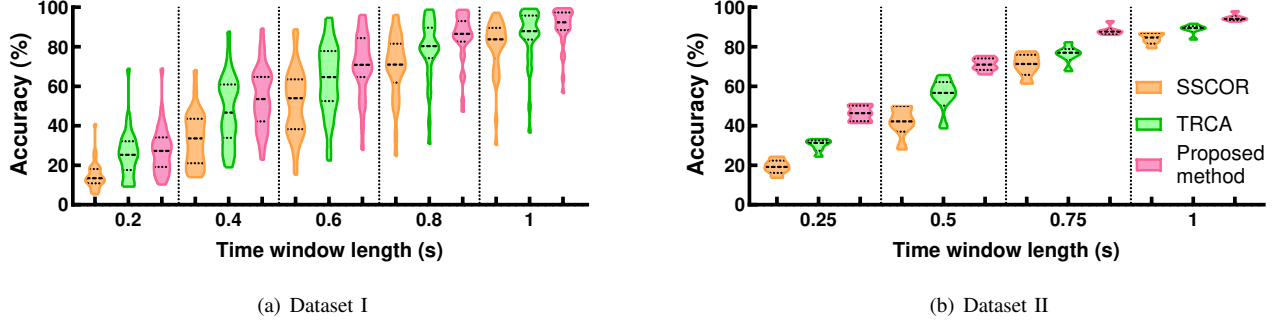 Accuracy (%)
100
80
60
40
20
0
0.2 0.4 0.6 0.8 1
Time window length (s)
(a) Dataset I
Accuracy (%)
100
80
60
40
20
0
0.25 0.5 0.75 1
Time window length (s)
SSCOR
TRCA
Proposed
method
(b) Dataset II